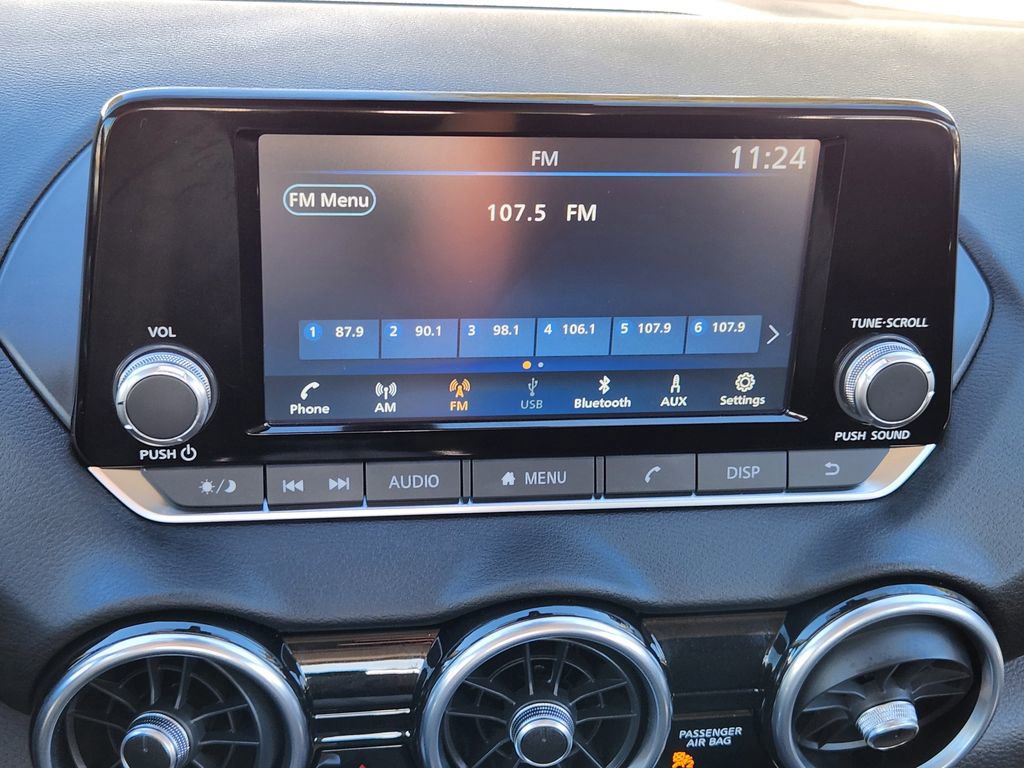 FM 11:24
FM Menu
107.5 FM
1 87.9 2 90.1 3 98.1 4 106.1 5 107.9 6 107.9
Phone AM FM USB Bluetooth AUX Settings
VOL
PUSH
TUNE·SCROLL
PUSH SOUND
AUDIO MENU DISP
PASSENGER
AIR BAG